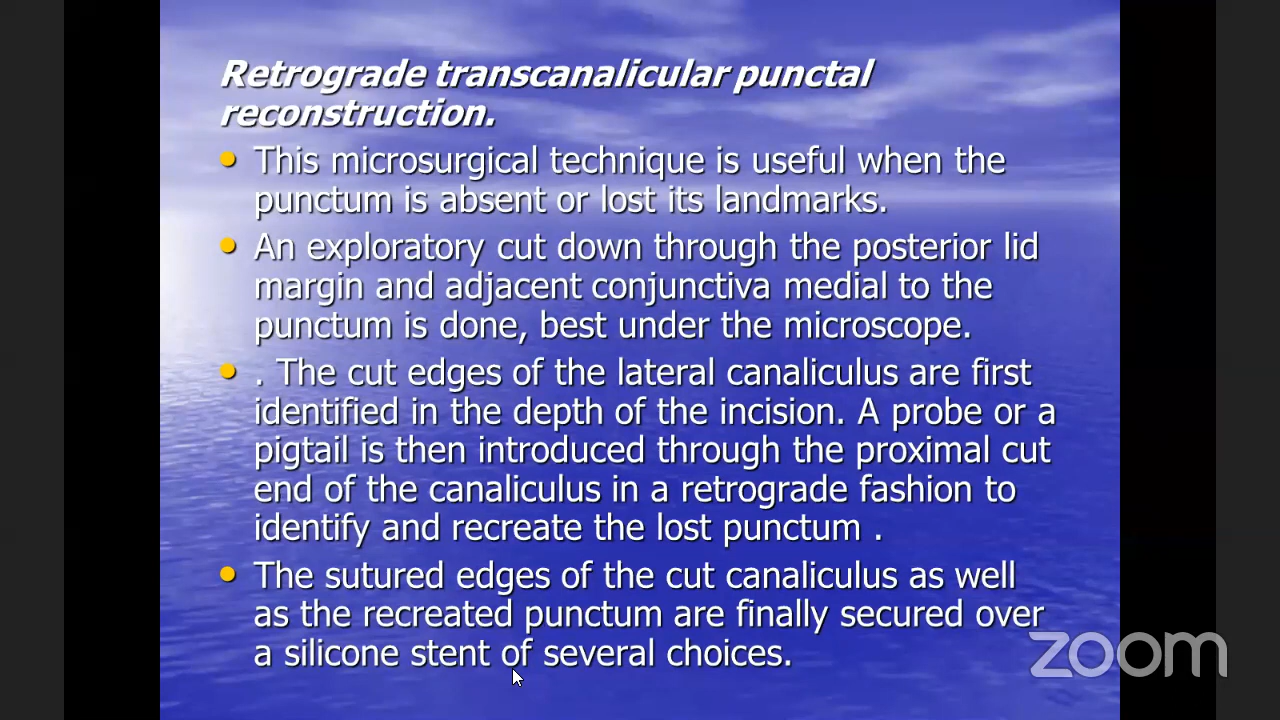 Retrograde transcanalicular punctal
reconstruction.
• This microsurgical technique is useful when the
punctum is absent or lost its landmarks.
• An exploratory cut down through the posterior lid
margin and adjacent conjunctiva medial to the
punctum is done, best under the microscope.
• . The cut edges of the lateral canaliculus are first
identified in the depth of the incision. A probe or a
pigtail is then introduced through the proximal cut
end of the canaliculus in a retrograde fashion to
identify and recreate the lost punctum .
• The sutured edges of the cut canaliculus as well
as the recreated punctum are finally secured over
a silicone stent of several choices.
zoom